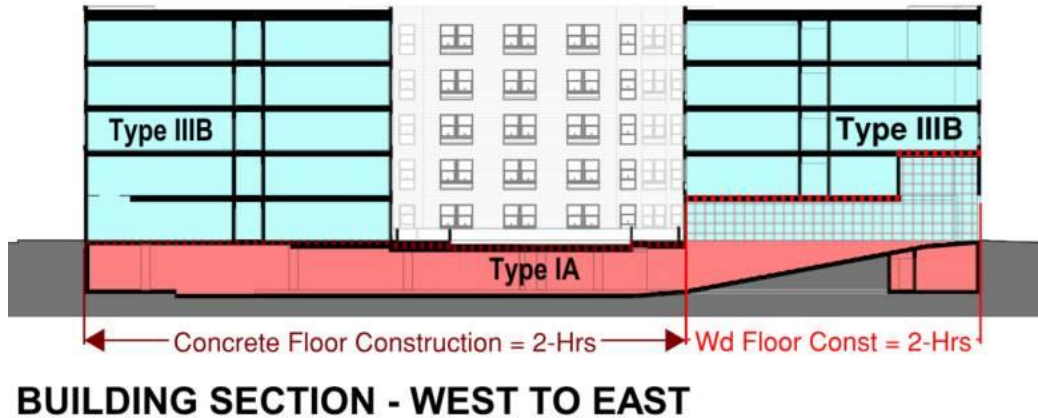 Type IIIB
Type IIIB
Type IA
Concrete Floor Construction = 2-Hrs
Wd Floor Const = 2-Hrs
BUILDING SECTION - WEST TO EAST